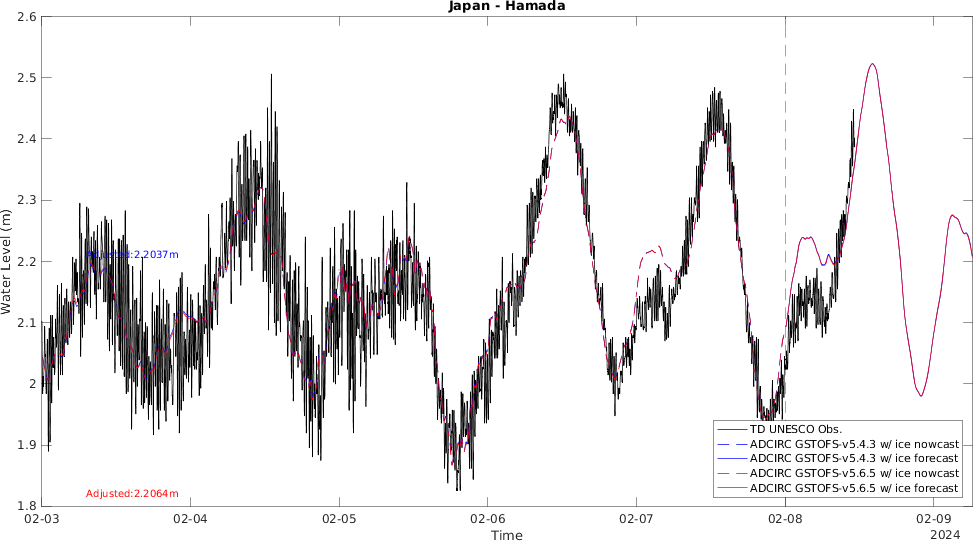 Japan - Hamada
2.6
2.5
2.4
2.3
2.2
2.1
2
1.9
1.8
Water Level (m)
Adjusted:2.2037m
Adjusted:2.2064m
TD UNESCO Obs.
ADCIRC GSTOFS-v5.4.3 w/ ice nowcast
ADCIRC GSTOFS-v5.4.3 w/ ice forecast
ADCIRC GSTOFS-v5.6.5 w/ ice nowcast
ADCIRC GSTOFS-v5.6.5 w/ ice forecast
02-03 02-04 02-05 02-06 02-07 02-08 02-09
Time
2024